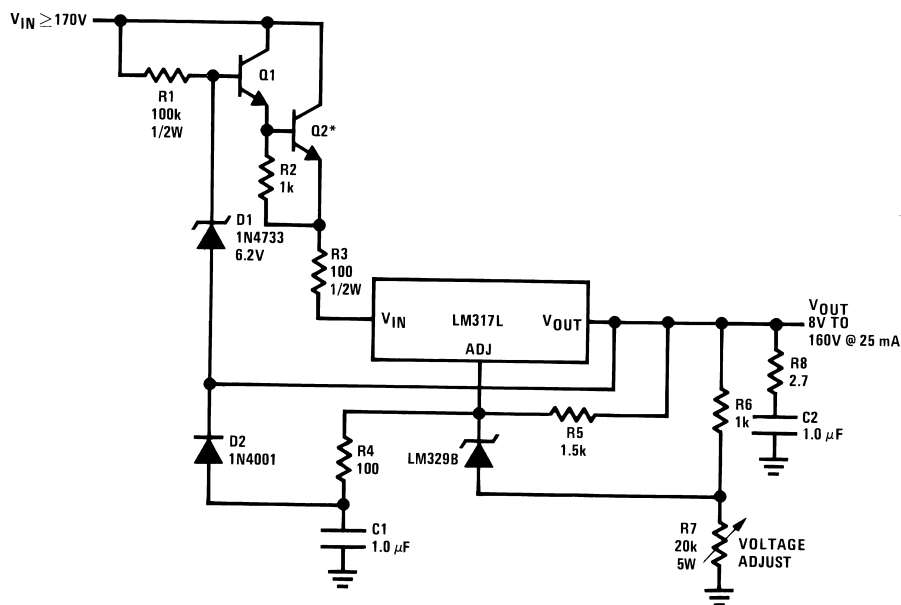 VIN ≥170V
Q1
R1
100k
1/2W
Q2*
R2
1k
D1
1N4733
6.2V
R3
100
1/2W
VIN
LM317L
VOUT
ADJ
VOUT
8V TO
160V @ 25 mA
R8
2.7
R6
1k
C2
1.0 μF
D2
1N4001
R4
100
LM329B
R5
1.5k
C1
1.0 μF
R7
20k
5W
VOLTAGE
ADJUST